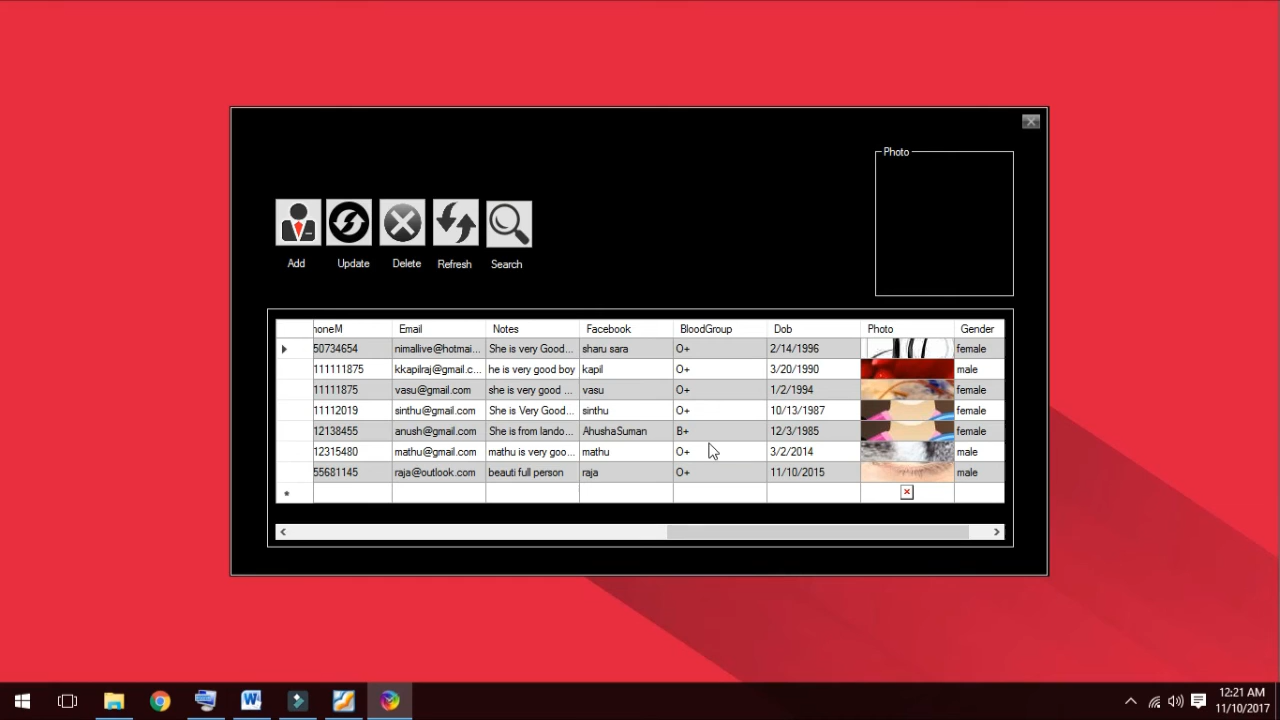 Photo
Add Update Delete Refresh Search
honeM Email Notes Facebook BloodGroup Dob Photo Gender
50734654 nimallive@hotmai... She is very Good... sharu sara O+ 2/14/1996 female
111111875 kkapilraj@gmail.c... he is very good boy kapil O+ 3/20/1990 male
11111875 vasu@gmail.com she is very good ... vasu O+ 1/2/1994 female
11112019 sinthu@gmail.com She is Very Good... sinthu O+ 10/13/1987 female
12138455 anush@gmail.com She is from lando... AhushaSuman B+ 12/3/1985 female
12315480 mathu@gmail.com mathu is very goo... mathu O+ 3/2/2014 male
55681145 raja@outlook.com beauti full person raja O+ 11/10/2015 male
12:21 AM
11/10/2017